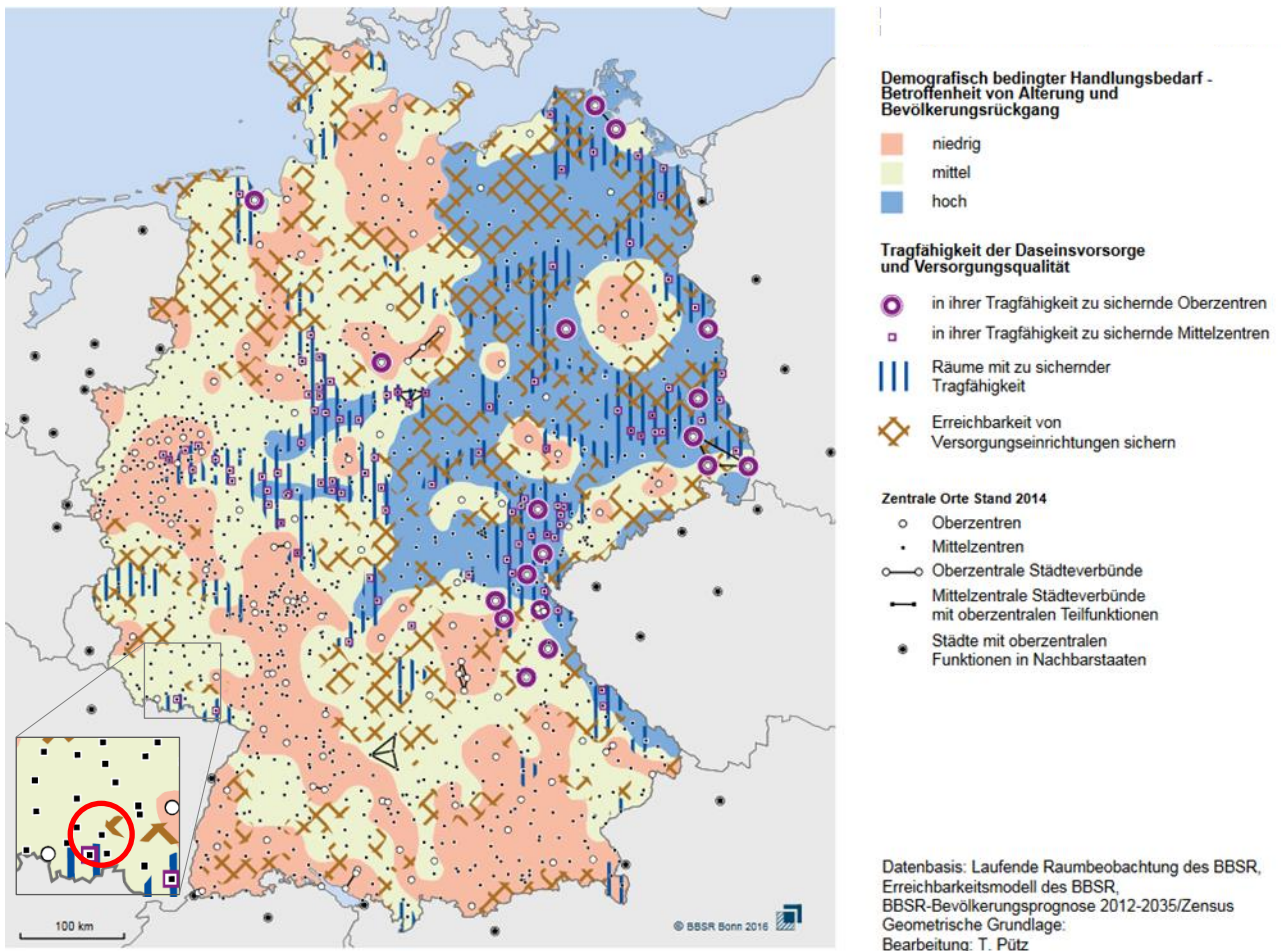 Demografisch bedingter Handlungsbedarf -
Betroffenheit von Alterung und
Bevölkerungsrückgang
niedrig
mittel
hoch
Tragfähigkeit der Daseinsvorsorge
und Versorgungsqualität
in ihrer Tragfähigkeit zu sichernde Oberzentren
in ihrer Tragfähigkeit zu sichernde Mittelzentren
Räume mit zu sichernder
Tragfähigkeit
Erreichbarkeit von
Versorgungseinrichtungen sichern
Zentrale Orte Stand 2014
Oberzentren
Mittelzentren
Oberzentrale Städteverbünde
Mittelzentrale Städteverbünde
mit oberzentralen Teilfunktionen
Städte mit oberzentralen
Funktionen in Nachbarstaaten
Datenbasis: Laufende Raumbeobachtung des BBSR,
Erreichbarkeitsmodell des BBSR,
BBSR-Bevölkerungsprognose 2012-2035/Zensus
Geometrische Grundlage:
Bearbeitung: T. Pütz
100 km
© BBSR Bonn 2016